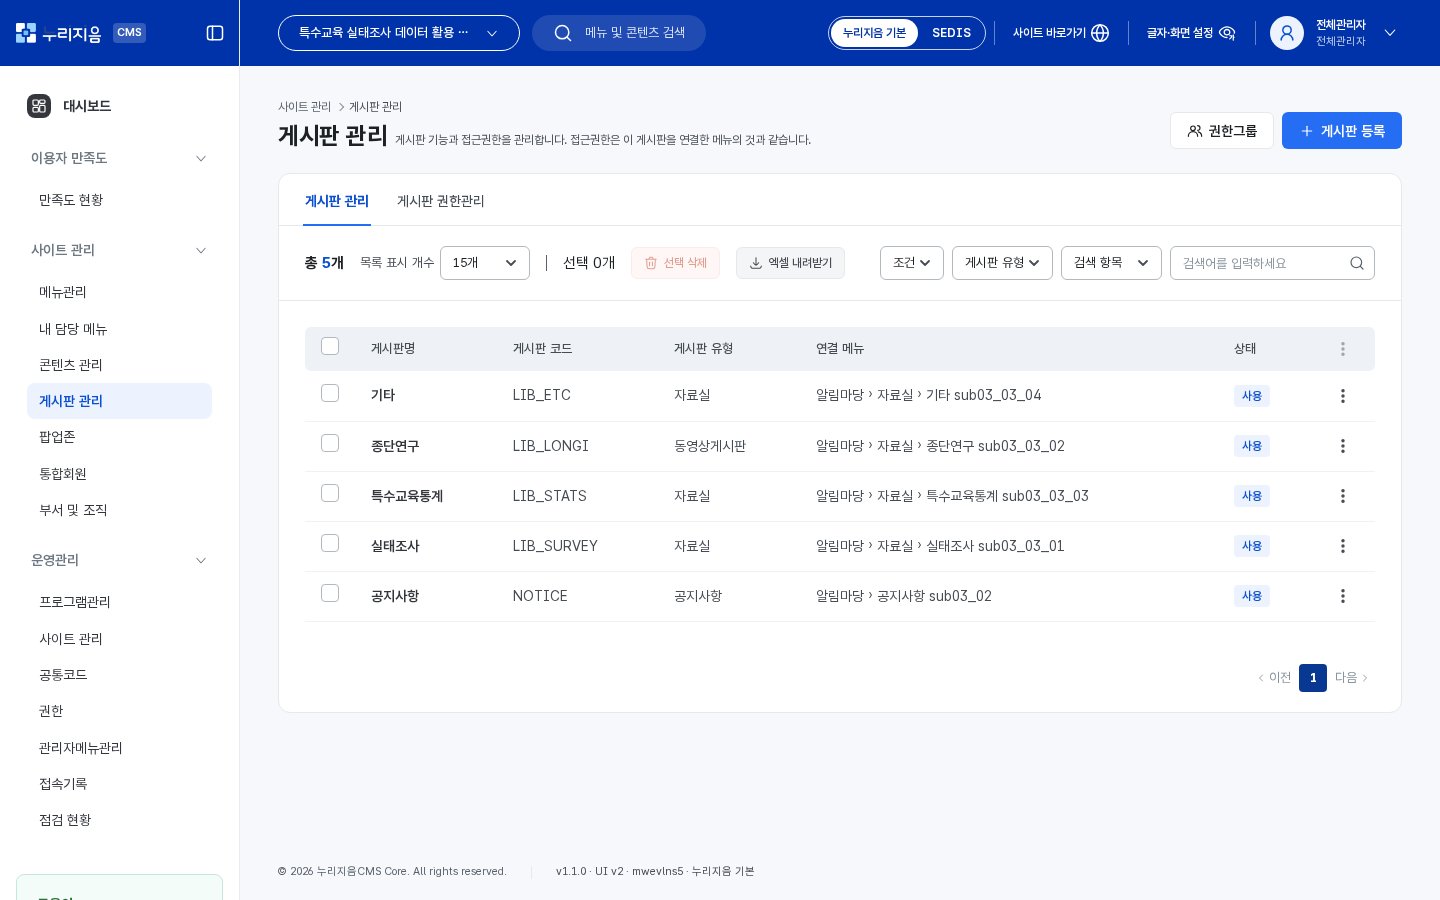 누리지음 CMS
특수교육 실태조사 데이터 활용 ···
메뉴 및 콘텐츠 검색
누리지음 기본
SEDIS
사이트 바로가기
글자·화면 설정
전체관리자
전체관리자
대시보드
이용자 만족도
만족도 현황
사이트 관리
메뉴관리
내 담당 메뉴
콘텐츠 관리
게시판 관리
팝업존
통합회원
부서 및 조직
운영관리
프로그램관리
사이트 관리
공통코드
권한
관리자메뉴관리
접속기록
점검 현황
사이트 관리 > 게시판 관리
게시판 관리 게시판 기능과 접근권한을 관리합니다. 접근권한은 이 게시판을 연결한 메뉴의 것과 같습니다.
권한그룹
게시판 등록
게시판 관리 게시판 권한관리
총 5개 목록 표시 개수 15개 선택 0개 선택 삭제 엑셀 내려받기 조건 게시판 유형 검색 항목 검색어를 입력하세요
게시판명 게시판 코드 게시판 유형 연결 메뉴 상태
기타 LIB_ETC 자료실 알림마당 › 자료실 › 기타 sub03_03_04 사용
종단연구 LIB_LONGI 동영상게시판 알림마당 › 자료실 › 종단연구 sub03_03_02 사용
특수교육통계 LIB_STATS 자료실 알림마당 › 자료실 › 특수교육통계 sub03_03_03 사용
실태조사 LIB_SURVEY 자료실 알림마당 › 자료실 › 실태조사 sub03_03_01 사용
공지사항 NOTICE 공지사항 알림마당 › 공지사항 sub03_02 사용
‹ 이전 1 다음 ›
© 2026 누리지음CMS Core. All rights reserved. v1.1.0 · UI v2 · mwevlns5 · 누리지음 기본